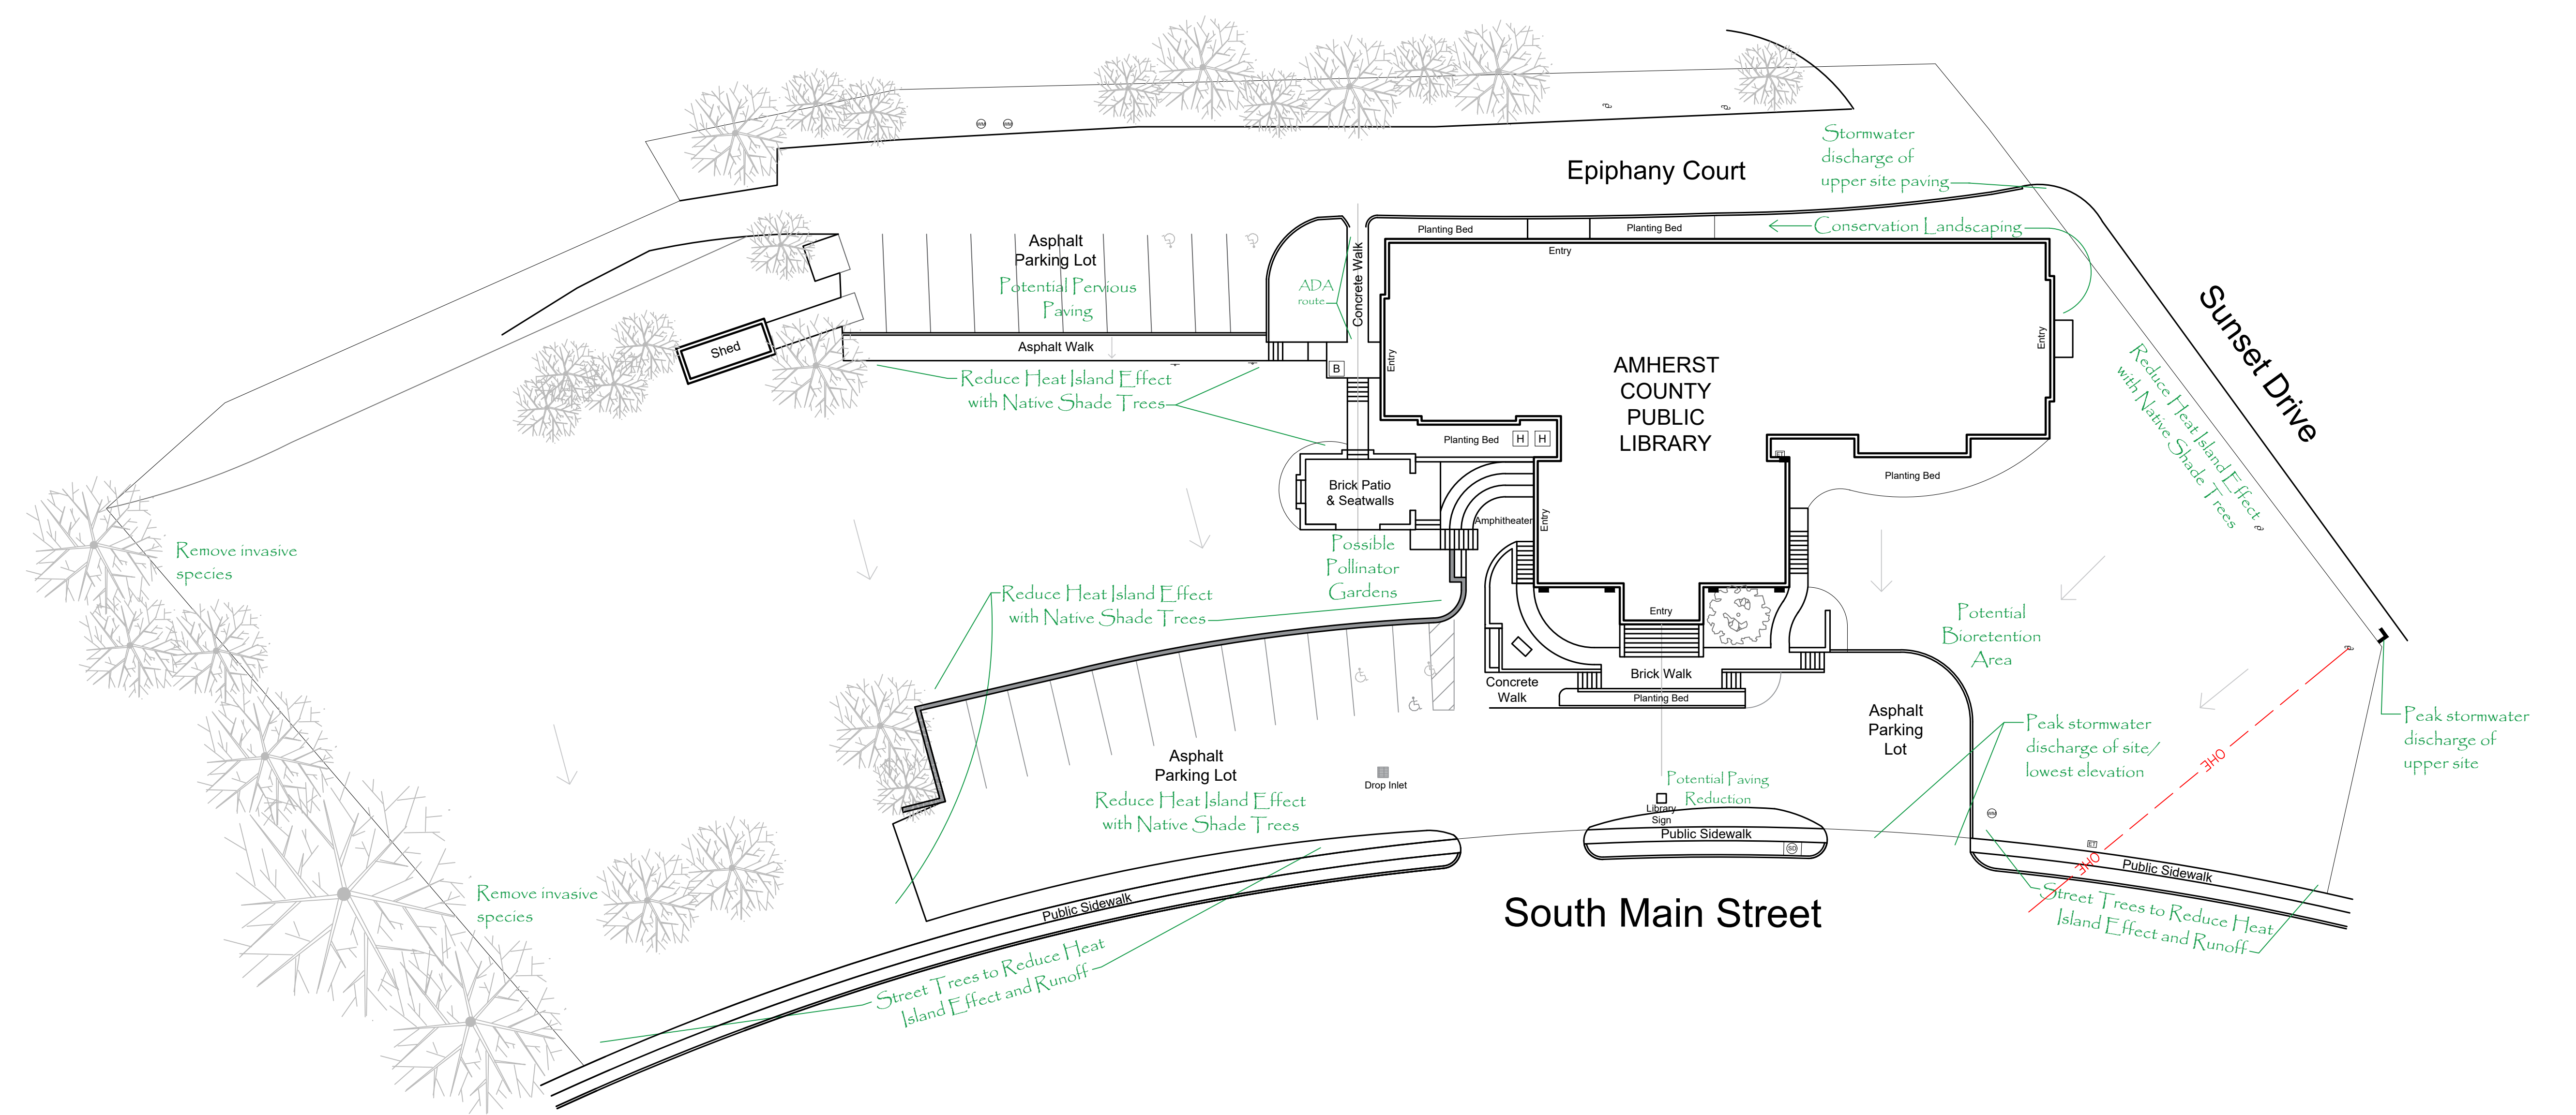 Stormwater
discharge of
upper site paving
Epiphany Court
Planting Bed
Planting Bed
Conservation Landscaping
Entry
Asphalt
Parking Lot
Potential Pervious
Paving
ADA
route
Concrete Walk
Sunset Drive
Shed
Asphalt Walk
B
Entry
Entry
AMHERST
COUNTY
PUBLIC
LIBRARY
Reduce Heat Island Effect
with Native Shade Trees
Reduce Heat Island Effect
with Native Shade Trees
Planting Bed
H
H
ET
Planting Bed
Brick Patio
& Seatwalls
Amphitheater
Entry
Possible
Pollinator
Gardens
Remove invasive
species
Reduce Heat Island Effect
with Native Shade Trees
Entry
Potential
Bioretention
Area
Brick Walk
Concrete
Walk
Planting Bed
Asphalt
Parking
Lot
Peak stormwater
discharge of site/
lowest elevation
Peak stormwater
discharge of
upper site
OHE
Asphalt
Parking Lot
Reduce Heat Island Effect
with Native Shade Trees
Drop Inlet
Potential Paving
Reduction
Library
Sign
Public Sidewalk
SD
WM
ET
OHE
Public Sidewalk
Remove invasive
species
Public Sidewalk
South Main Street
Street Trees to Reduce Heat
Island Effect and Runoff
Street Trees to Reduce Heat
Island Effect and Runoff